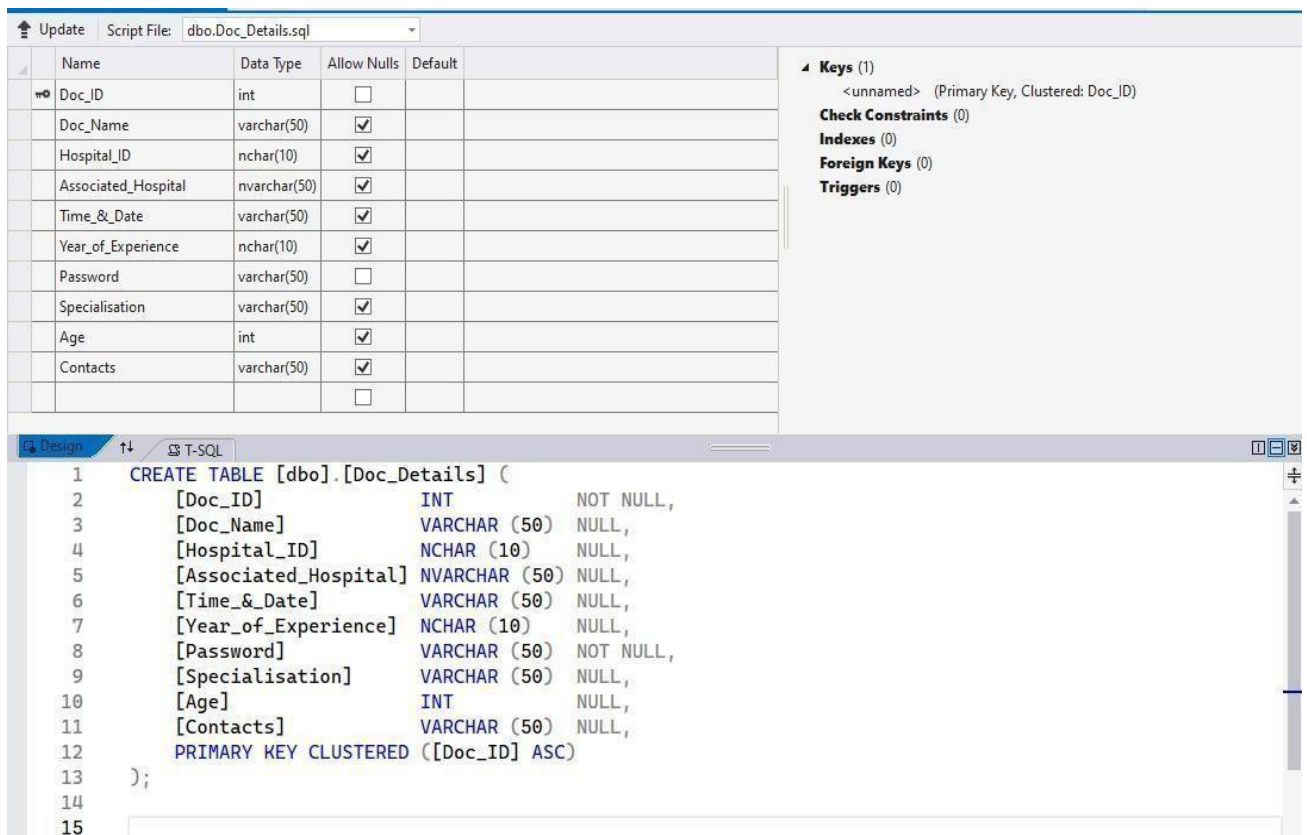 Update Script File: dbo.Doc_Details.sql
Name Data Type Allow Nulls Default
Doc_ID int
Doc_Name varchar(50)
Hospital_ID nchar(10)
Associated_Hospital nvarchar(50)
Time_&_Date varchar(50)
Year_of_Experience nchar(10)
Password varchar(50)
Specialisation varchar(50)
Age int
Contacts varchar(50)
Keys (1)
<unnamed> (Primary Key, Clustered: Doc_ID)
Check Constraints (0)
Indexes (0)
Foreign Keys (0)
Triggers (0)
Design T-SQL
1 CREATE TABLE [dbo].[Doc_Details] (
2 [Doc_ID] INT NOT NULL,
3 [Doc_Name] VARCHAR (50) NULL,
4 [Hospital_ID] NCHAR (10) NULL,
5 [Associated_Hospital] NVARCHAR (50) NULL,
6 [Time_&_Date] VARCHAR (50) NULL,
7 [Year_of_Experience] NCHAR (10) NULL,
8 [Password] VARCHAR (50) NOT NULL,
9 [Specialisation] VARCHAR (50) NULL,
10 [Age] INT NULL,
11 [Contacts] VARCHAR (50) NULL,
12 PRIMARY KEY CLUSTERED ([Doc_ID] ASC)
13 );
14
15